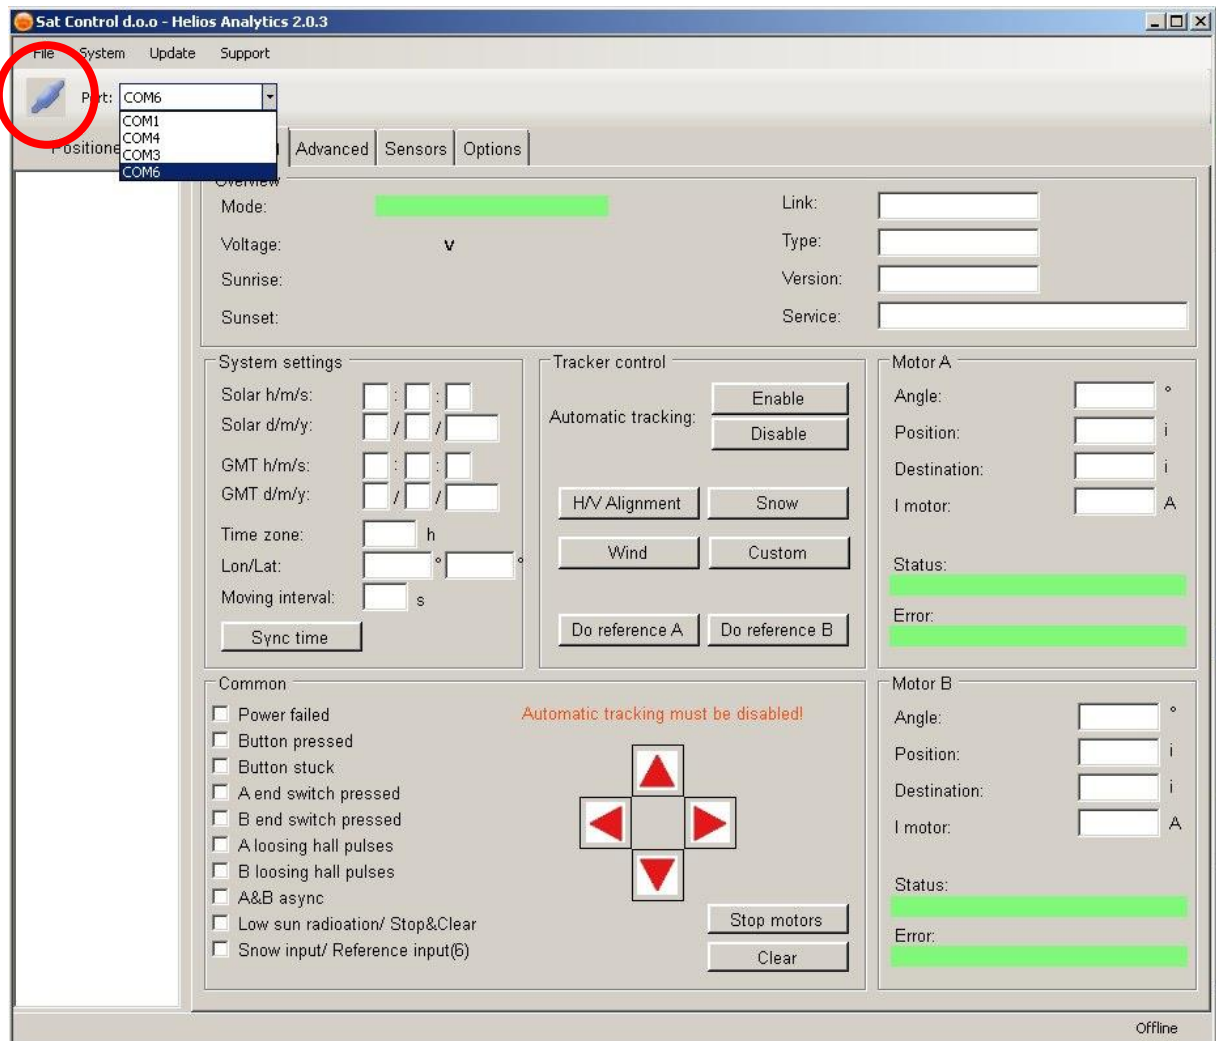 Sat Control d.o.o - Helios Analytics 2.0.3
File System Update Support
Port: COM6
COM1
COM4
COM3
COM6
Advanced Sensors Options
Overview
Mode:
Link:
Voltage: V
Type:
Sunrise:
Version:
Sunset:
Service:
System settings
Solar h/m/s: : :
Solar d/m/y: / /
GMT h/m/s: : :
GMT d/m/y: / /
Time zone: h
Lon/Lat: ° °
Moving interval: s
Sync time
Tracker control
Automatic tracking:
Enable
Disable
H/V Alignment Snow
Wind Custom
Do reference A Do reference B
Motor A
Angle: °
Position: i
Destination: i
I motor: A
Status:
Error:
Common
Power failed
Button pressed
Button stuck
A end switch pressed
B end switch pressed
A loosing hall pulses
B loosing hall pulses
A&B async
Low sun radioation/ Stop&Clear
Snow input/ Reference input(6)
Automatic tracking must be disabled!
Stop motors
Clear
Motor B
Angle: °
Position: i
Destination: i
I motor: A
Status:
Error:
Offline